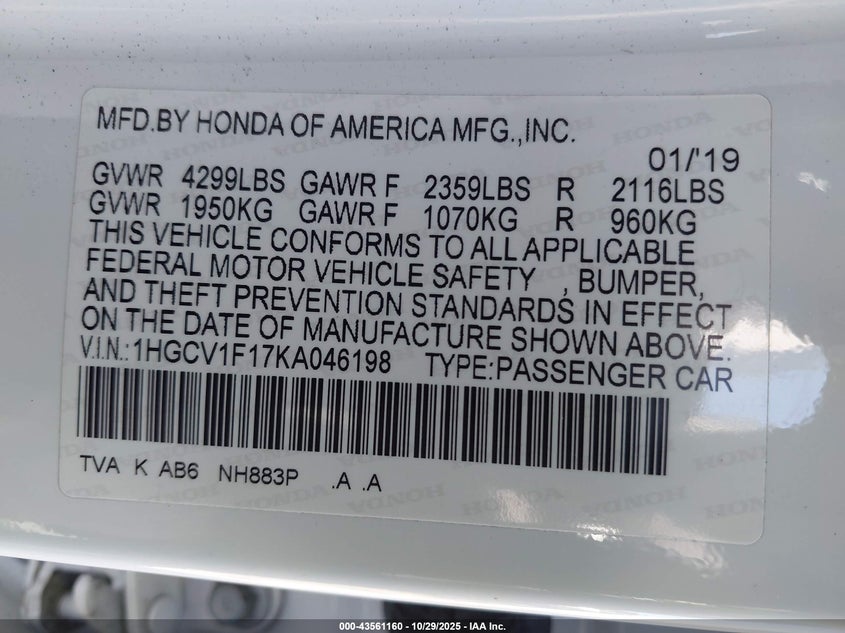 MFD.BY HONDA OF AMERICA MFG.,INC.
01/'19
GVWR 4299LBS GAWR F 2359LBS R 2116LBS
GVWR 1950KG GAWR F 1070KG R 960KG
THIS VEHICLE CONFORMS TO ALL APPLICABLE
FEDERAL MOTOR VEHICLE SAFETY , BUMPER,
AND THEFT PREVENTION STANDARDS IN EFFECT
ON THE DATE OF MANUFACTURE SHOWN ABOVE.
V.I.N.:1HGCV1F17KA046198 TYPE:PASSENGER CAR
TVA K AB6 NH883P .A .A
000-43561160 - 10/29/2025 - IAA Inc.